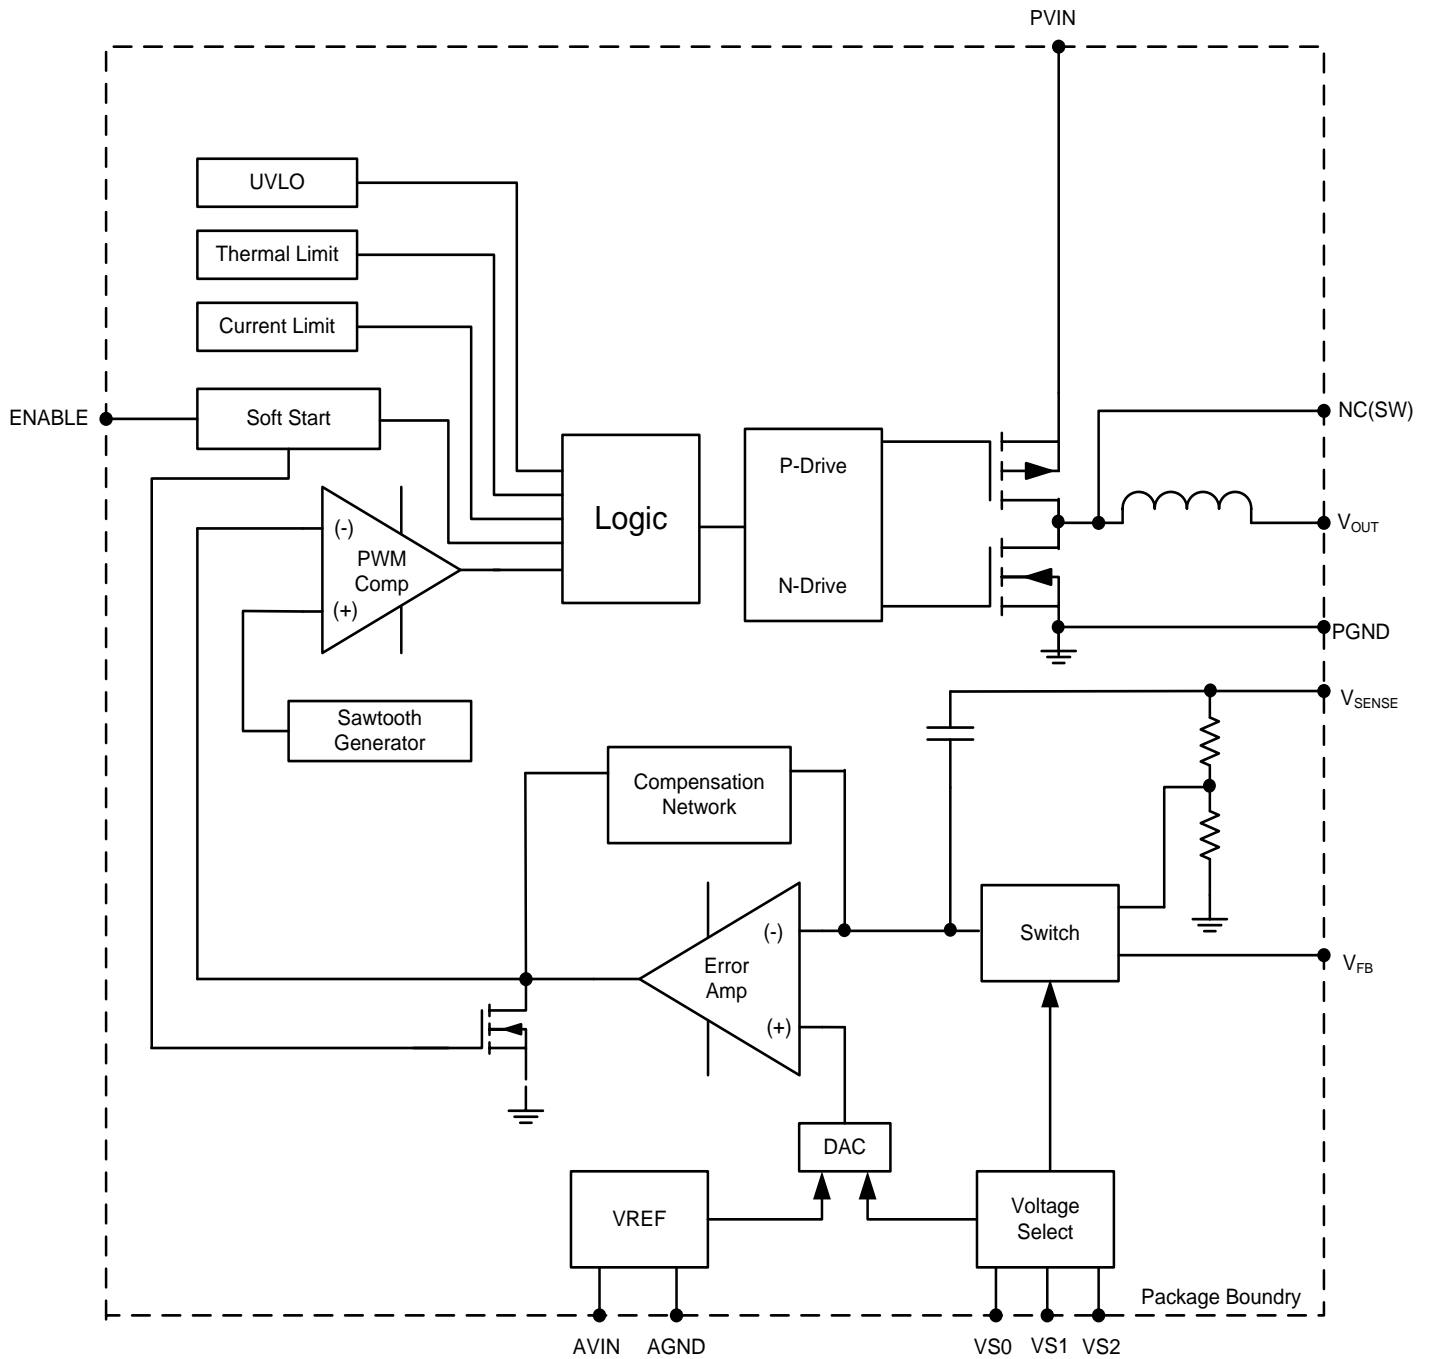 PVIN
UVLO
Thermal Limit
Current Limit
ENABLE
Soft Start
NC(SW)
P-Drive
Logic
(-)
PWM
Comp
(+)
N-Drive
VOUT
PGND
VSENSE
Sawtooth
Generator
Compensation
Network
(-)
Error
Amp
(+)
Switch
VFB
DAC
VREF
Voltage
Select
Package Boundry
AVIN
AGND
VS0
VS1
VS2